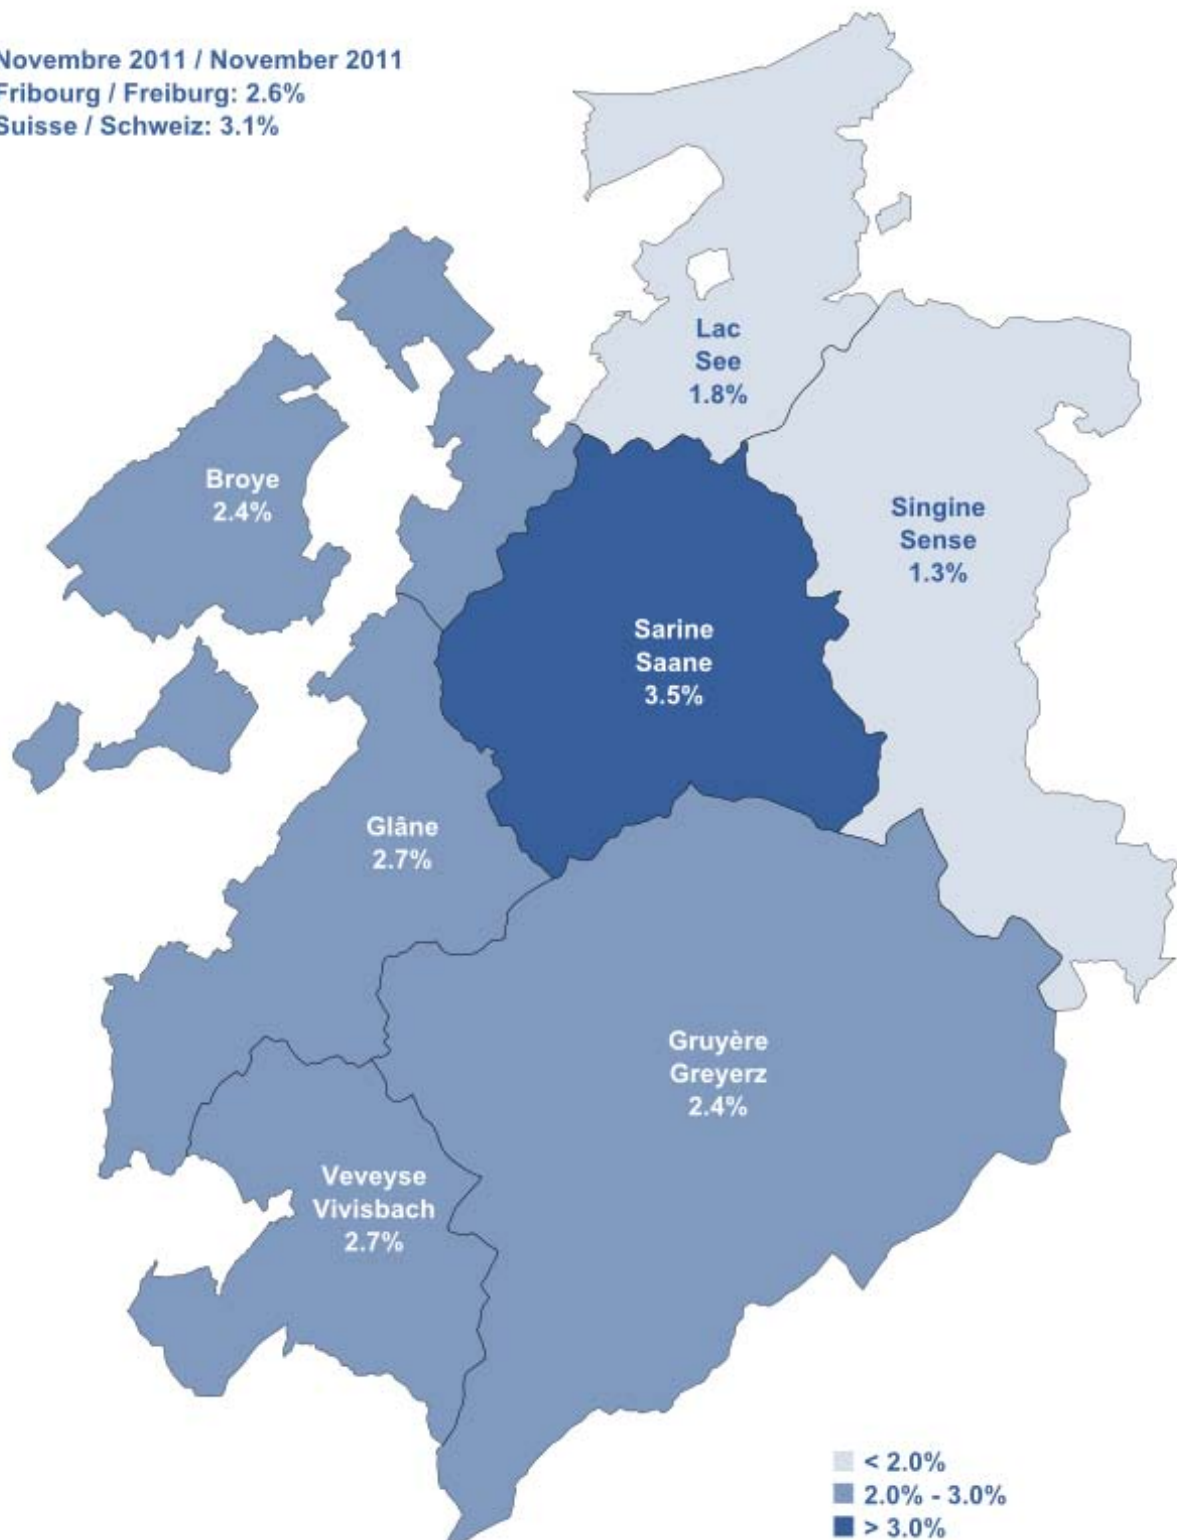 Novembre 2011 / November 2011
Fribourg / Freiburg: 2.6%
Suisse / Schweiz: 3.1%
Lac
See
1.8%
Broye
2.4%
Singine
Sense
1.3%
Sarine
Saane
3.5%
Glâne
2.7%
Gruyère
Greyerz
2.4%
Veveyse
Vivisbach
2.7%
< 2.0%
2.0% - 3.0%
> 3.0%